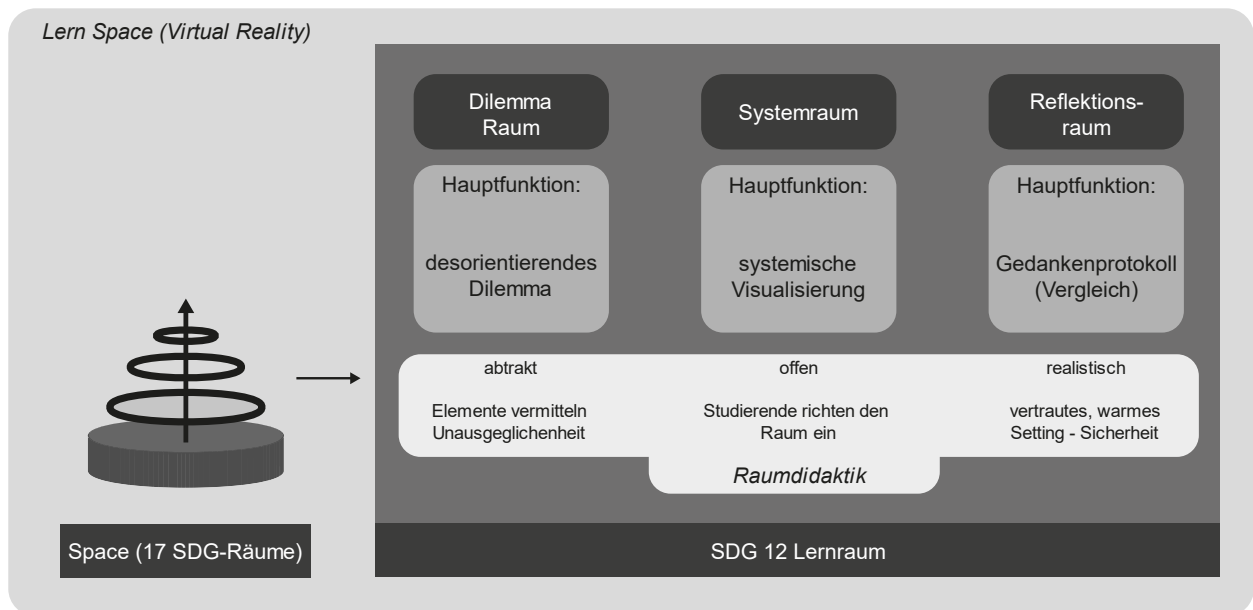 Lern Space (Virtual Reality)
Dilemma
Raum
Systemraum
Reflektions-
raum
Hauptfunktion:
desorientierendes
Dilemma
Hauptfunktion:
systemische
Visualisierung
Hauptfunktion:
Gedankenprotokoll
(Vergleich)
abtrakt
Elemente vermitteln
Unausgeglichenheit
offen
Studierende richten den
Raum ein
realistisch
vertrautes, warmes
Setting - Sicherheit
Raumdidaktik
Space (17 SDG-Räume)
SDG 12 Lernraum